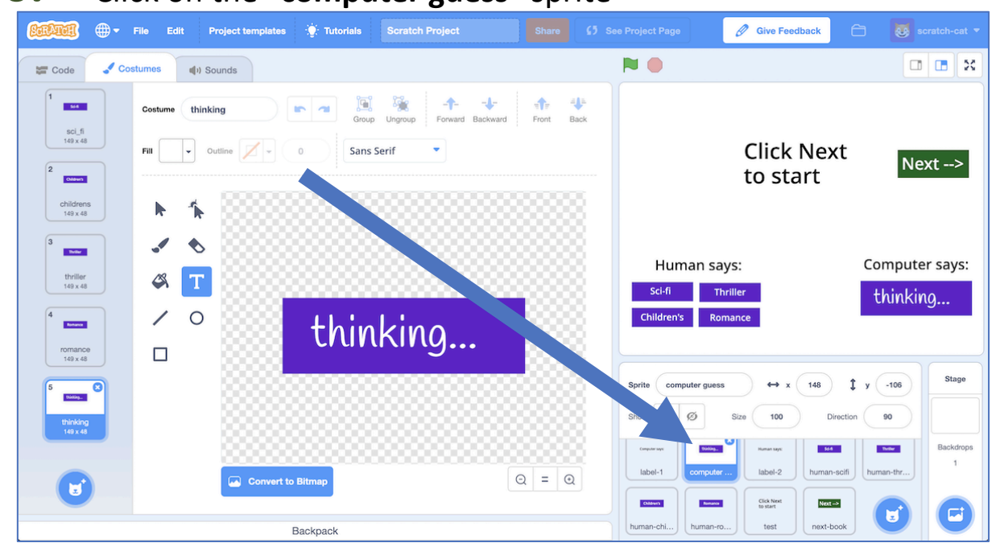 Click on the "computer guess" sprite
SCRATCH File Edit Project templates Tutorials Scratch Project Share See Project Page Give Feedback scratch-cat
Code Costumes Sounds
1
Sci-fi
sci_fi
149 x 48
2
Children's
childrens
149 x 48
3
Thriller
thriller
149 x 48
4
Romance
romance
149 x 48
5
thinking...
thinking
149 x 48
Costume thinking Group Ungroup Forward Backward Front Back
Fill Outline 0 Sans Serif
T
thinking...
Convert to Bitmap
=
Backpack
Click Next
to start
Next -->
Human says:
Sci-fi Thriller
Children's Romance
Computer says:
thinking...
Sprite computer guess x 148 y -106
Size 100 Direction 90
Computer says:
label-1
thinking...
computer ...
Human says:
label-2
Sci-fi
human-scifi
Thriller
human-thr...
Children's
human-chi...
Romance
human-ro...
Click Next
to start
test
Next -->
next-book
Stage
Backdrops
1